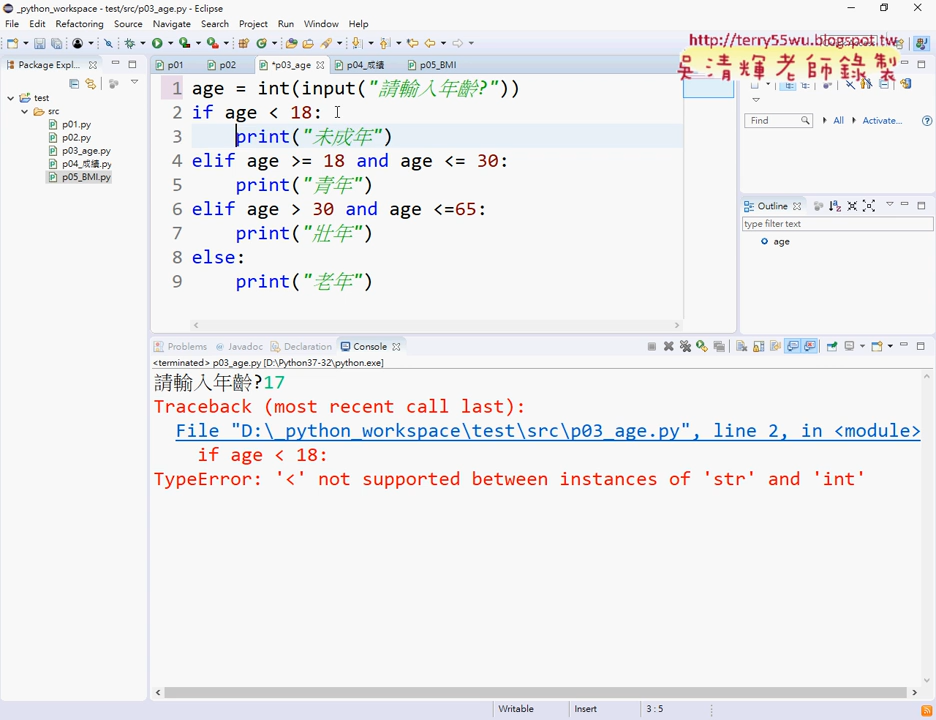 _python_workspace - test/src/p03_age.py - Eclipse
File Edit Refactoring Source Navigate Search Project Run Window Help
http://terry55wu.blogspot.tw
吳清輝老師錄製
Package Expl...
p01 p02 *p03_age p04_成績 p05_BMI
test
src
p01.py
p02.py
p03_age.py
p04_成績.py
p05_BMI.py
1 age = int(input("請輸入年齡?"))
2 if age < 18:
3 print("未成年")
4 elif age >= 18 and age <= 30:
5 print("青年")
6 elif age > 30 and age <=65:
7 print("壯年")
8 else:
9 print("老年")
Find All Activate...
Outline
type filter text
age
Problems Javadoc Declaration Console
<terminated> p03_age.py [D:\Python37-32\python.exe]
請輸入年齡?17
Traceback (most recent call last):
File "D:\_python_workspace\test\src\p03_age.py", line 2, in <module>
if age < 18:
TypeError: '<' not supported between instances of 'str' and 'int'
Writable Insert 3 : 5